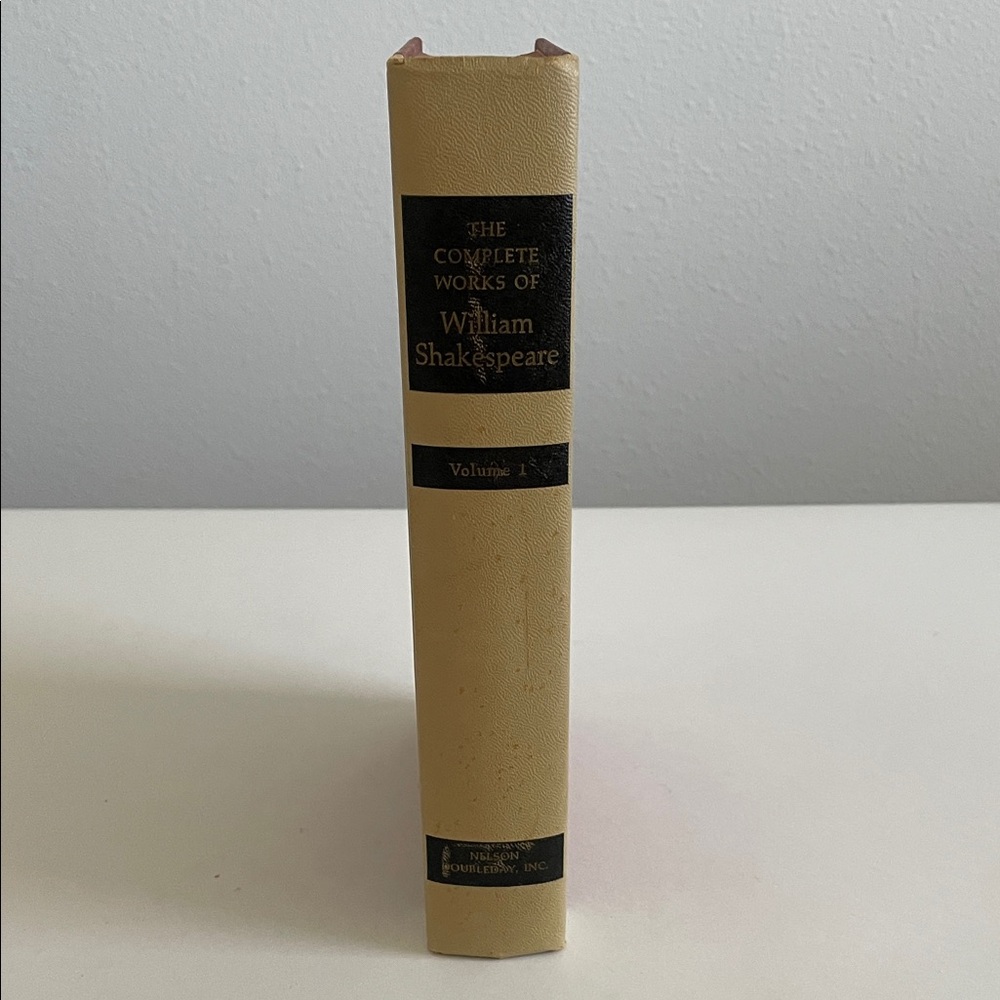 THE
COMPLETE
WORKS OF
William
Shakespeare
Volume 1
NELSON
DOUBLEDAY, INC.